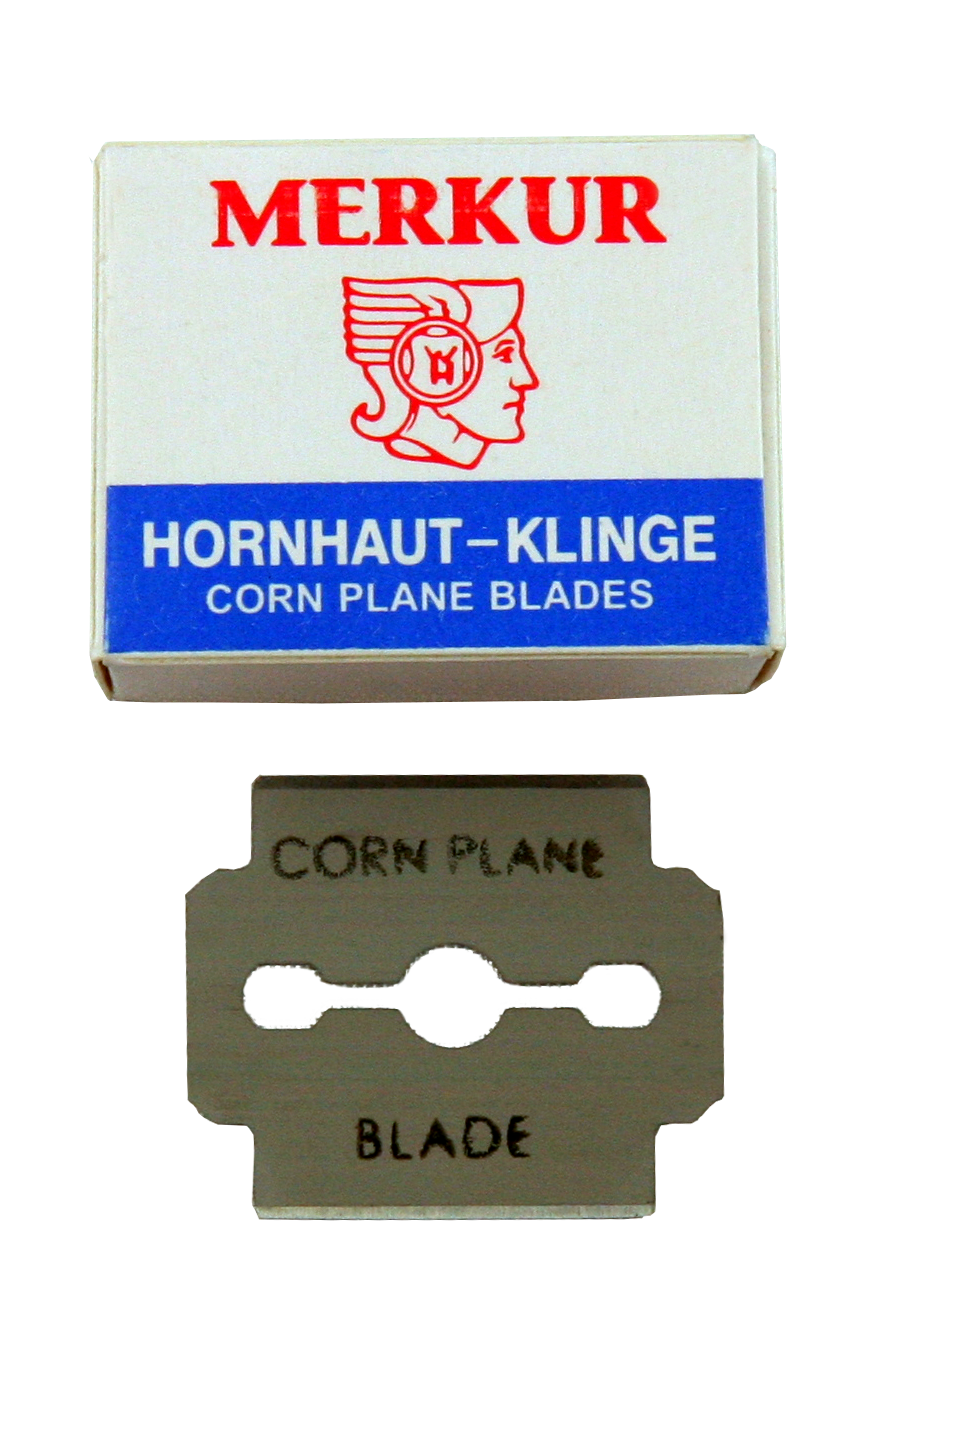 MERKUR
HORNHAUT-KLINGE
CORN PLANE BLADES
CORN PLANE
BLADE